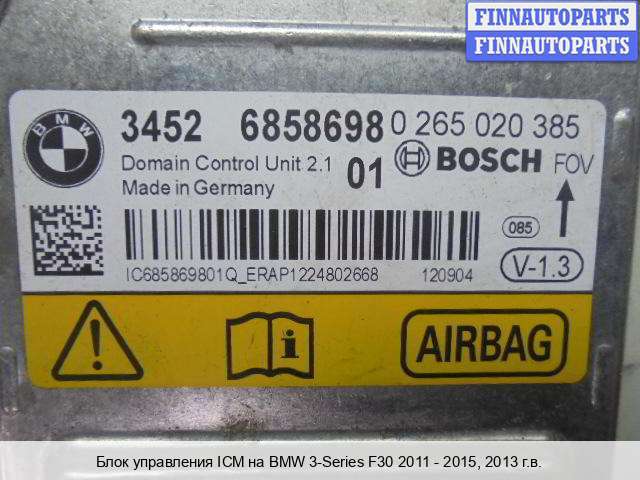 FINNAUTOPARTS
FINNAUTOPARTS
BMW
3452 6858698 0 265 020 385
Domain Control Unit 2.1 01 BOSCH FOV
Made in Germany
085
IC685869801Q_ERAP1224802668 120904
V-1.3
i AIRBAG
Блок управления ICM на BMW 3-Series F30 2011 - 2015, 2013 г.в.